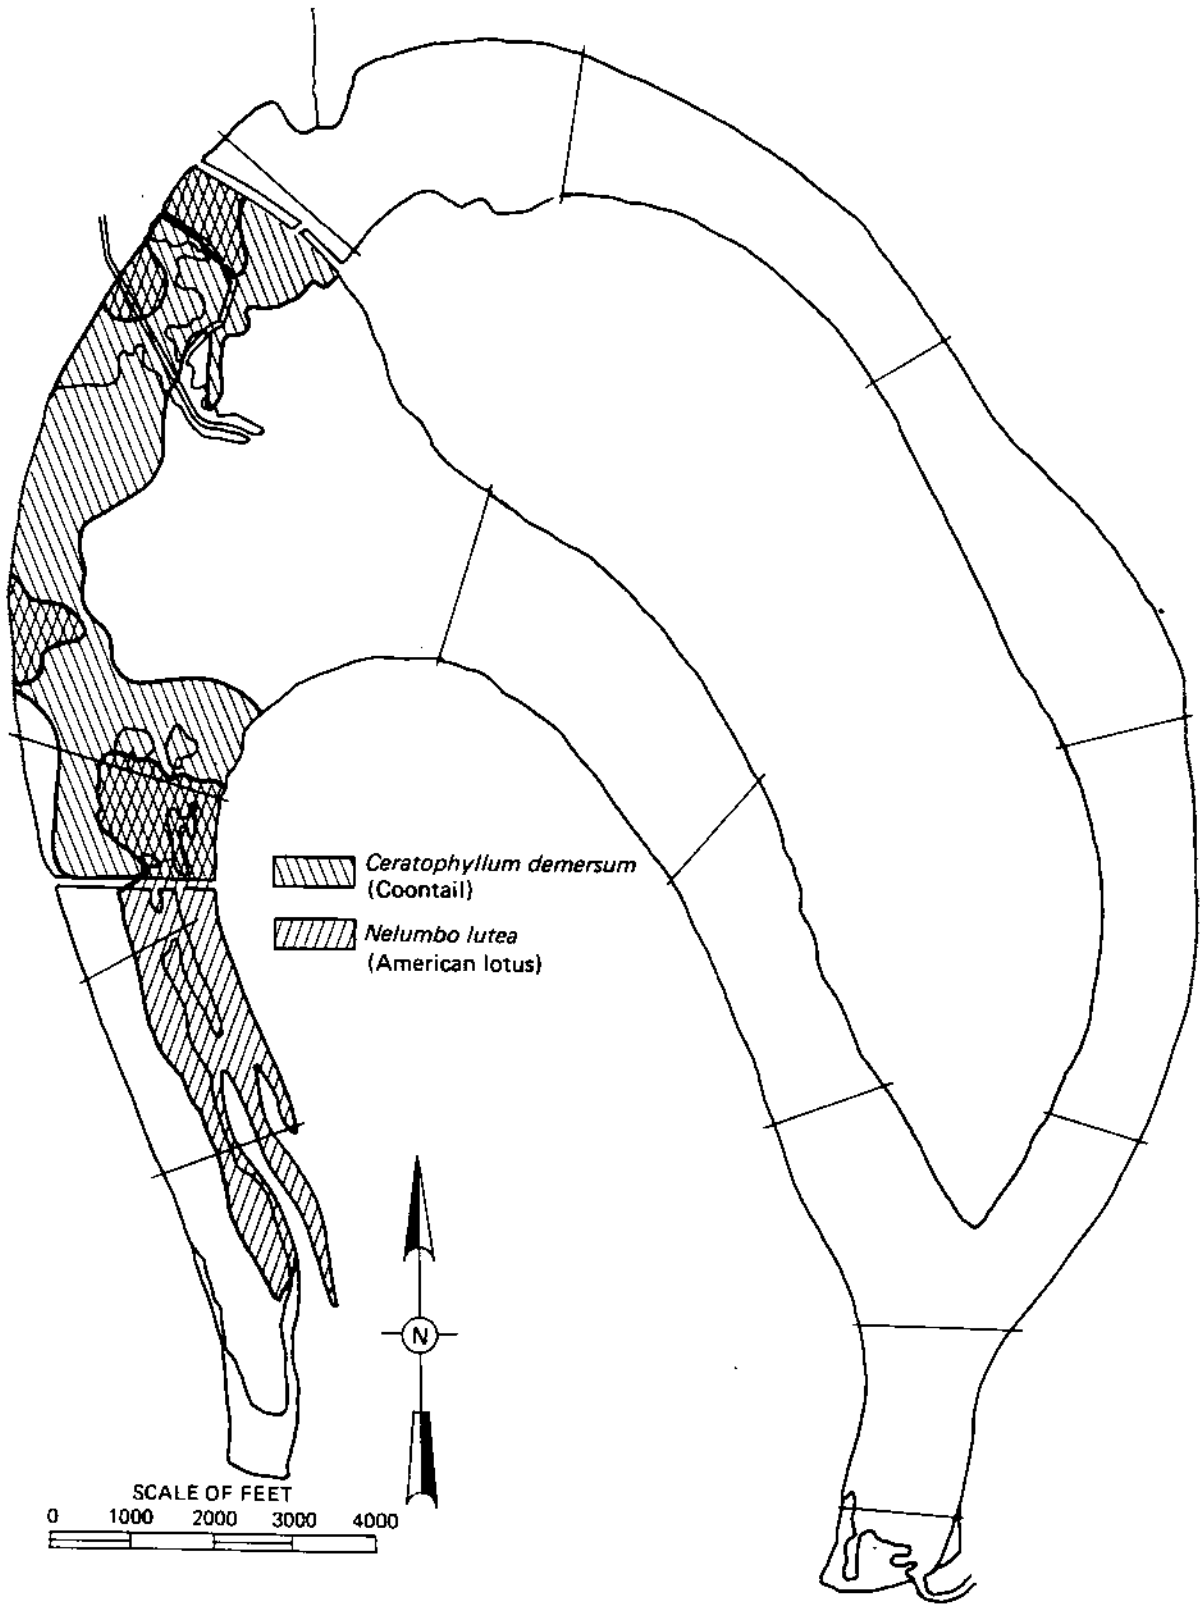 Ceratophyllum demersum
(Coontail)
Nelumbo lutea
(American lotus)
N
SCALE OF FEET
0 1000 2000 3000 4000